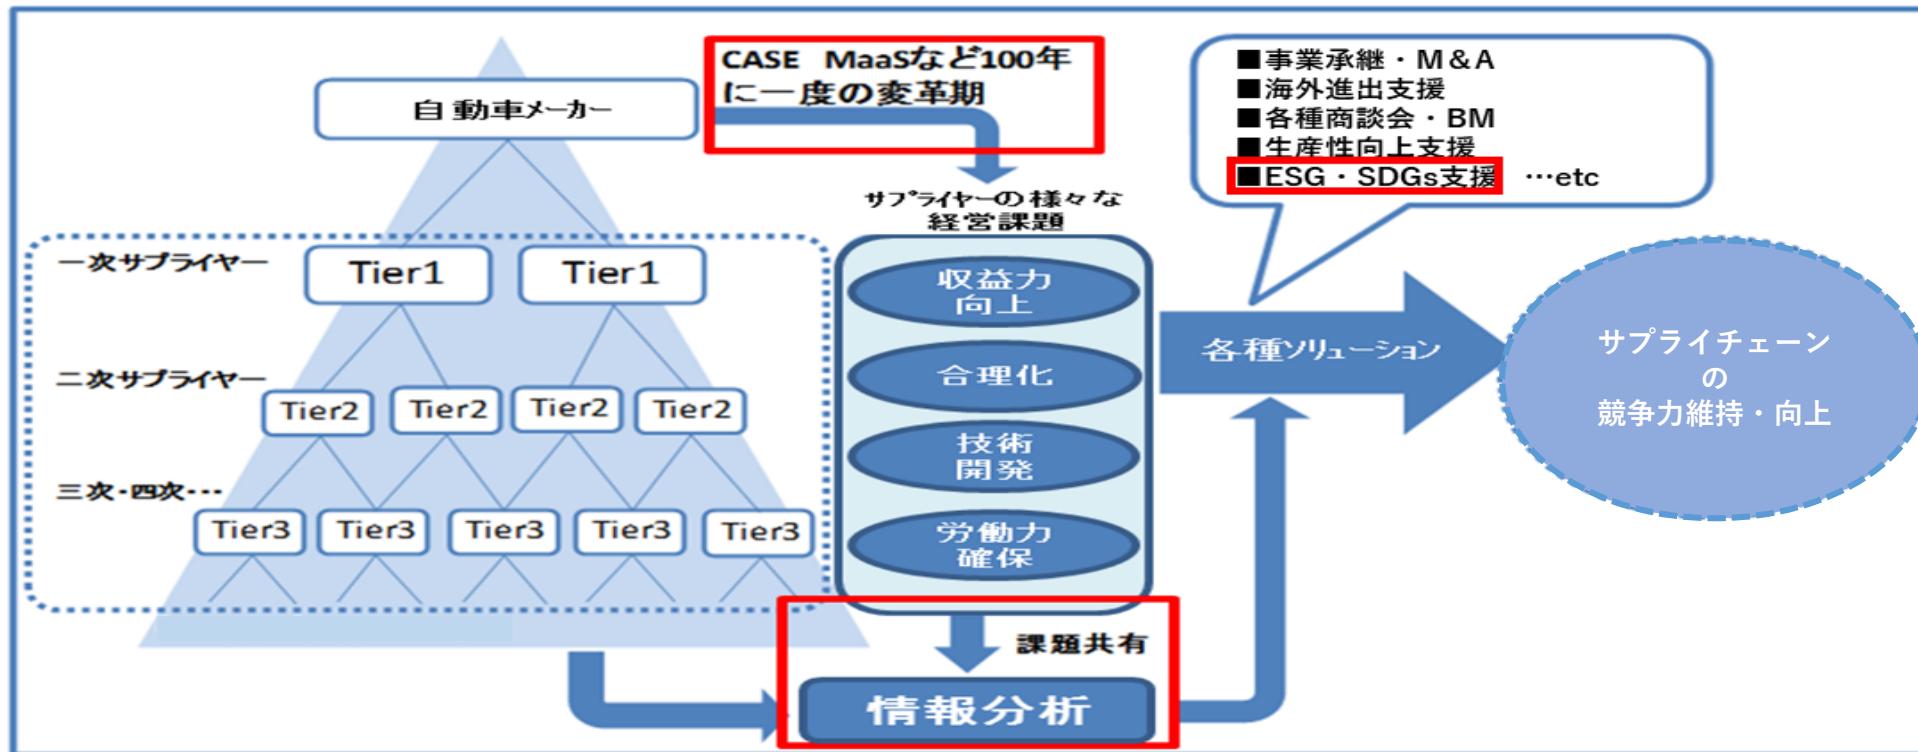 CASE MaaSなど100年
に一度の変革期
自動車メーカー
■事業承継・M&A
■海外進出支援
■各種商談会・BM
■生産性向上支援
■ESG・SDGs支援 …etc
サプライヤーの様々な
経営課題
一次サプライヤー
Tier1 Tier1
収益力
向上
各種ソリューション
サプライチェーン
の
競争力維持・向上
二次サプライヤー
Tier2 Tier2 Tier2 Tier2
合理化
技術
開発
三次・四次・・・
Tier3 Tier3 Tier3 Tier3 Tier3
労働力
確保
課題共有
情報分析